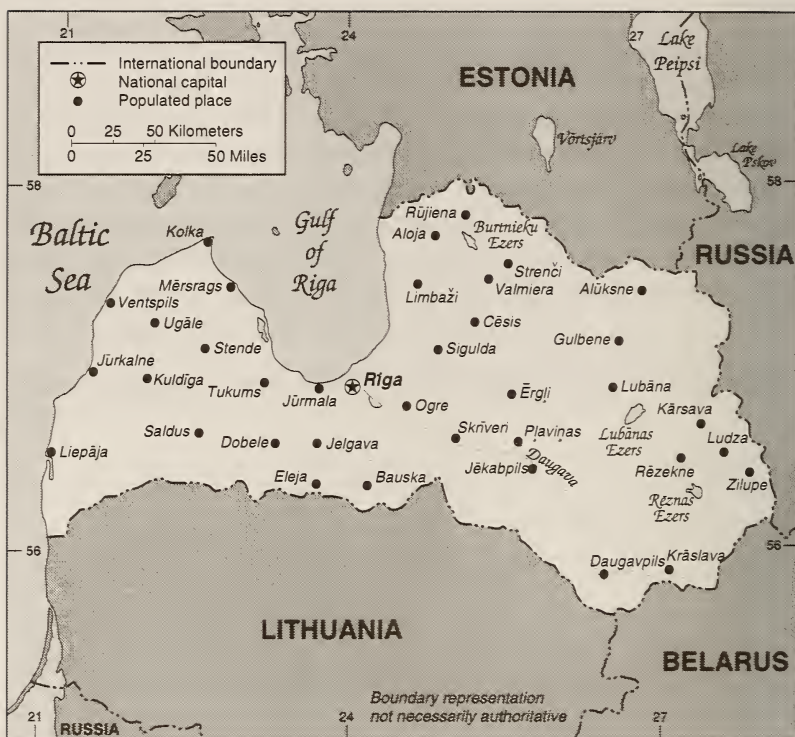 21
24
27
International boundary
National capital
Populated place
0 25 50 Kilometers
0 25 50 Miles
Lake
Peipsi
ESTONIA
Võrtsjärv
Lake
Pskov
58
58
Baltic
Sea
Gulf
of
Riga
RUSSIA
Kolka
Rūjiena
Aloja
Burtnieku
Ezers
Strenči
Valmiera
Mērsrags
Limbaži
Alūksne
Ventspils
Ugāle
Cēsis
Gulbene
Stende
Sigulda
Jūrkalne
Kuldīga
Tukums
Jūrmala
Rīga
Ogre
Ērgļi
Lubāna
Kārsava
Saldus
Dobele
Jelgava
Skrīveri
Pļaviņas
Lubānas
Ezers
Ludza
Liepāja
Jēkabpils
Daugava
Rēzekne
Zilupe
Eleja
Bauska
Rēznas
Ezers
56
56
Daugavpils
Krāslava
LITHUANIA
BELARUS
Boundary representation
not necessarily authoritative
21
RUSSIA
24
27